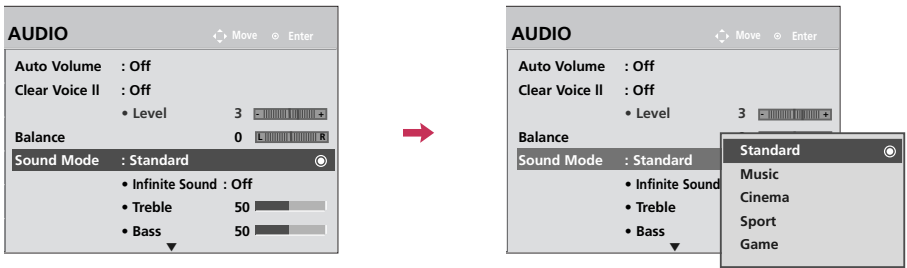 AUDIO
Move Enter
Auto Volume : Off
Clear Voice ll : Off
• Level 3 - +
Balance 0 L R
Sound Mode : Standard
• Infinite Sound : Off
• Treble 50
• Bass 50
AUDIO
Move Enter
Auto Volume : Off
Clear Voice ll : Off
• Level 3 - +
Balance
Sound Mode : Standard
• Infinite Sound
• Treble
• Bass
Standard
Music
Cinema
Sport
Game